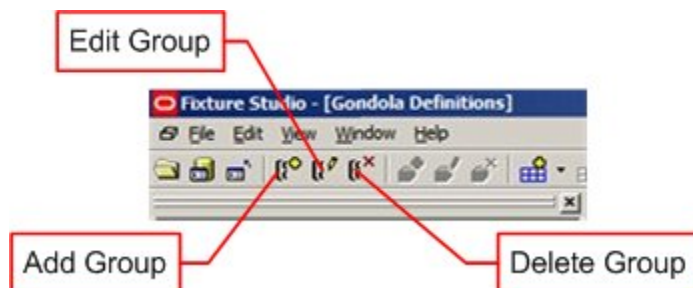 Edit Group
Fixture Studio - [Gondola Definitions]
File Edit View Window Help
Add Group
Delete Group